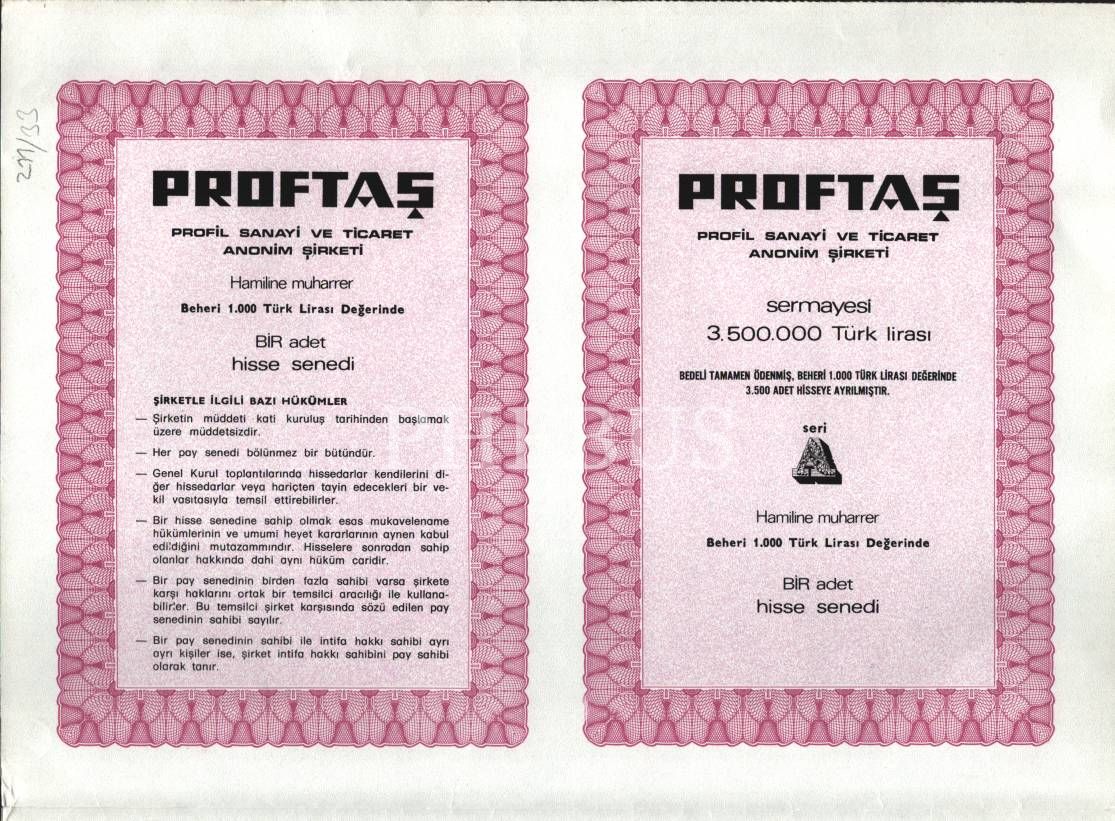 271/33
PROFTAŞ
PROFİL SANAYİ VE TİCARET
ANONİM ŞİRKETİ
Hamiline muharrer
Beheri 1.000 Türk Lirası Değerinde
BİR adet
hisse senedi
ŞİRKETLE İLGİLİ BAZI HÜKÜMLER
— Şirketin müddeti kati kuruluş tarihinden başlamak
üzere müddetsizdir.
— Her pay senedi bölünmez bir bütündür.
— Genel Kurul toplantılarında hissedarlar kendilerini di-
ğer hissedarlar veya hariçten tayin edecekleri bir ve-
kil vasıtasıyla temsil ettirebilirler.
— Bir hisse senedine sahip olmak esas mukavelename
hükümlerinin ve umumi heyet kararlarının aynen kabul
edildiğini mutazammındır. Hisselere sonradan sahip
olanlar hakkında dahi aynı hüküm caridir.
— Bir pay senedinin birden fazla sahibi varsa şirkete
karşı haklarını ortak bir temsilci aracılığı ile kullana-
bilirler. Bu temsilci şirket karşısında sözü edilen pay
senedinin sahibi sayılır.
— Bir pay senedinin sahibi ile intifa hakkı sahibi ayrı
ayrı kişiler ise, şirket intifa hakkı sahibini pay sahibi
olarak tanır.
PROFTAŞ
PROFİL SANAYİ VE TİCARET
ANONİM ŞİRKETİ
sermayesi
3.500.000 Türk lirası
BEDELİ TAMAMEN ÖDENMİŞ, BEHERİ 1.000 TÜRK LİRASI DEĞERİNDE
3.500 ADET HİSSEYE AYRILMIŞTIR.
seri
A
Hamiline muharrer
Beheri 1.000 Türk Lirası Değerinde
BİR adet
hisse senedi
PHEBUS